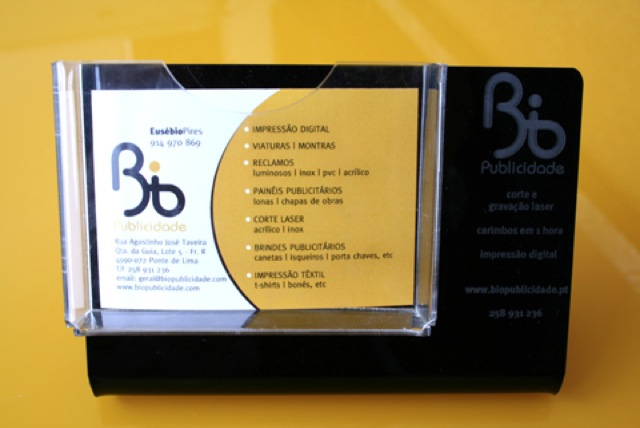 EusébioPires
914 970 869
Bio
Publicidade
Rua Agostinho José Taveira
Qta. da Guia, Lote 5 - Fr. R
4990-072 Ponte de Lima
Tlf 258 931 236
email: geral@biopublicidade.com
www.biopublicidade.com
• IMPRESSÃO DIGITAL
• VIATURAS | MONTRAS
• RECLAMOS
luminosos | inox | pvc | acrílico
• PAINÉIS PUBLICITÁRIOS
lonas | chapas de obras
• CORTE LASER
acrílico | inox
• BRINDES PUBLICITÁRIOS
canetas | isqueiros | porta chaves, etc
• IMPRESSÃO TÊXTIL
t-shirts | bonés, etc
Bio
Publicidade
corte e
gravação laser
carimbos em 1 hora
impressão digital
www.biopublicidade.pt
258 931 236